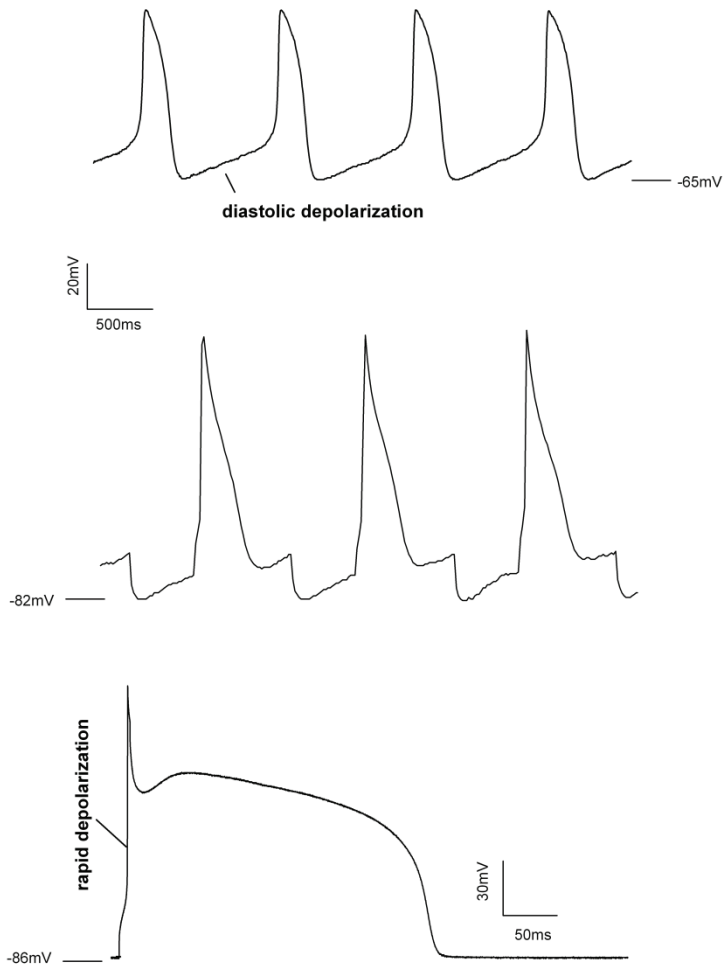 -65mV
diastolic depolarization
20mV
500ms
-82mV
rapid depolarization
30mV
50ms
-86mV